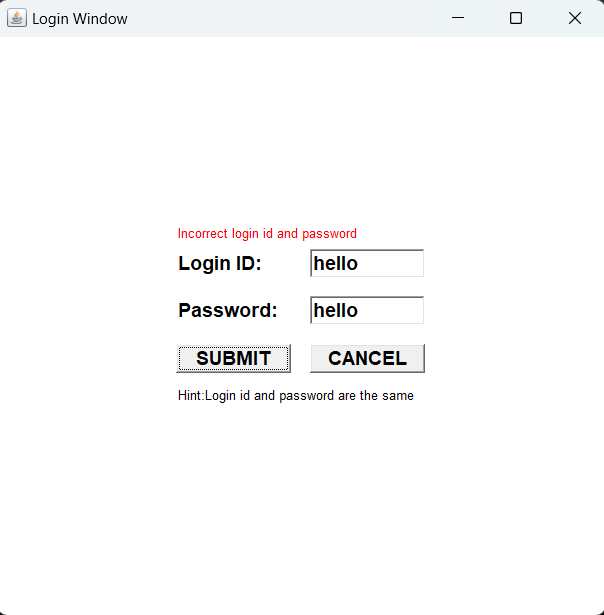 Login Window
Incorrect login id and password
Login ID: hello
Password: hello
SUBMIT CANCEL
Hint:Login id and password are the same